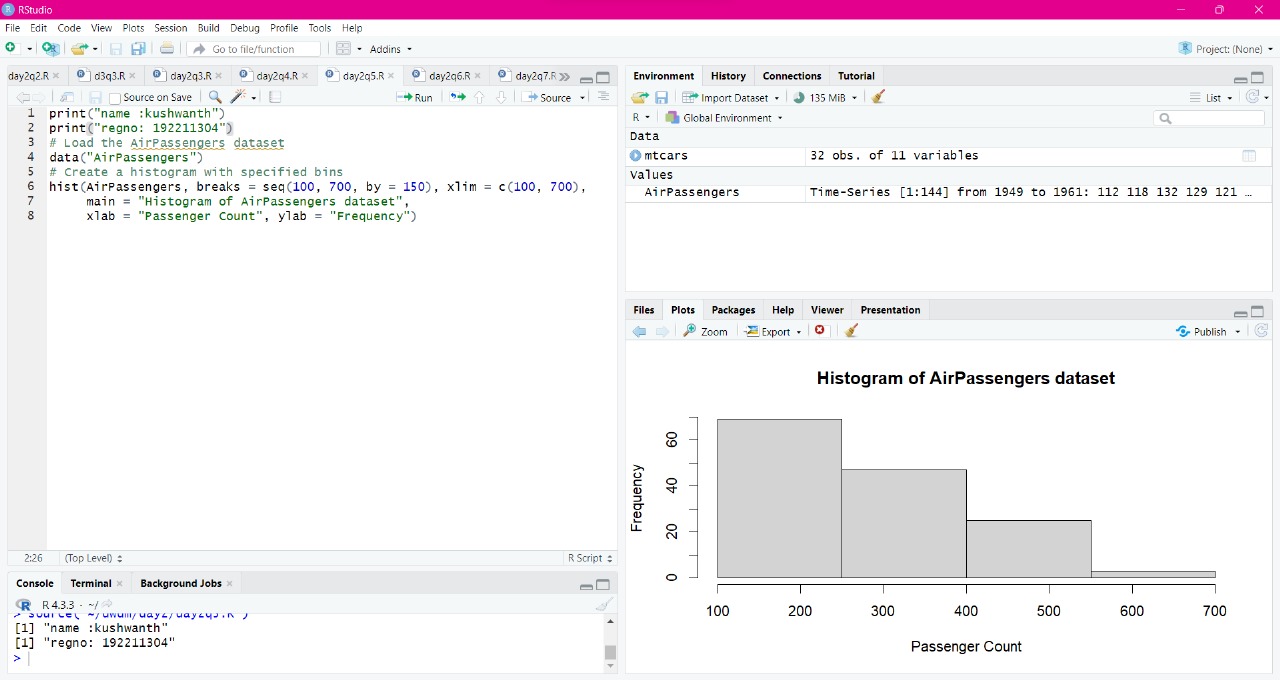 RStudio
File Edit Code View Plots Session Build Debug Profile Tools Help
Go to file/function Addins Project: (None)
day2q2.R d3q3.R day2q3.R day2q4.R day2q5.R day2q6.R day2q7.R
Source on Save Run Source
1 print("name :kushwanth")
2 print("regno: 192211304")
3 # Load the AirPassengers dataset
4 data("AirPassengers")
5 # Create a histogram with specified bins
6 hist(AirPassengers, breaks = seq(100, 700, by = 150), xlim = c(100, 700),
7 main = "Histogram of AirPassengers dataset",
8 xlab = "Passenger Count", ylab = "Frequency")
2:26 (Top Level) R Script
Console Terminal Background Jobs
R 4.3.3 · ~/
[1] "name :kushwanth"
[1] "regno: 192211304"
>
Environment History Connections Tutorial
Import Dataset 135 MiB List
R Global Environment
Data
mtcars 32 obs. of 11 variables
Values
AirPassengers Time-Series [1:144] from 1949 to 1961: 112 118 132 129 121 …
Files Plots Packages Help Viewer Presentation
Zoom Export Publish
Histogram of AirPassengers dataset
Frequency
60
40
20
0
100 200 300 400 500 600 700
Passenger Count